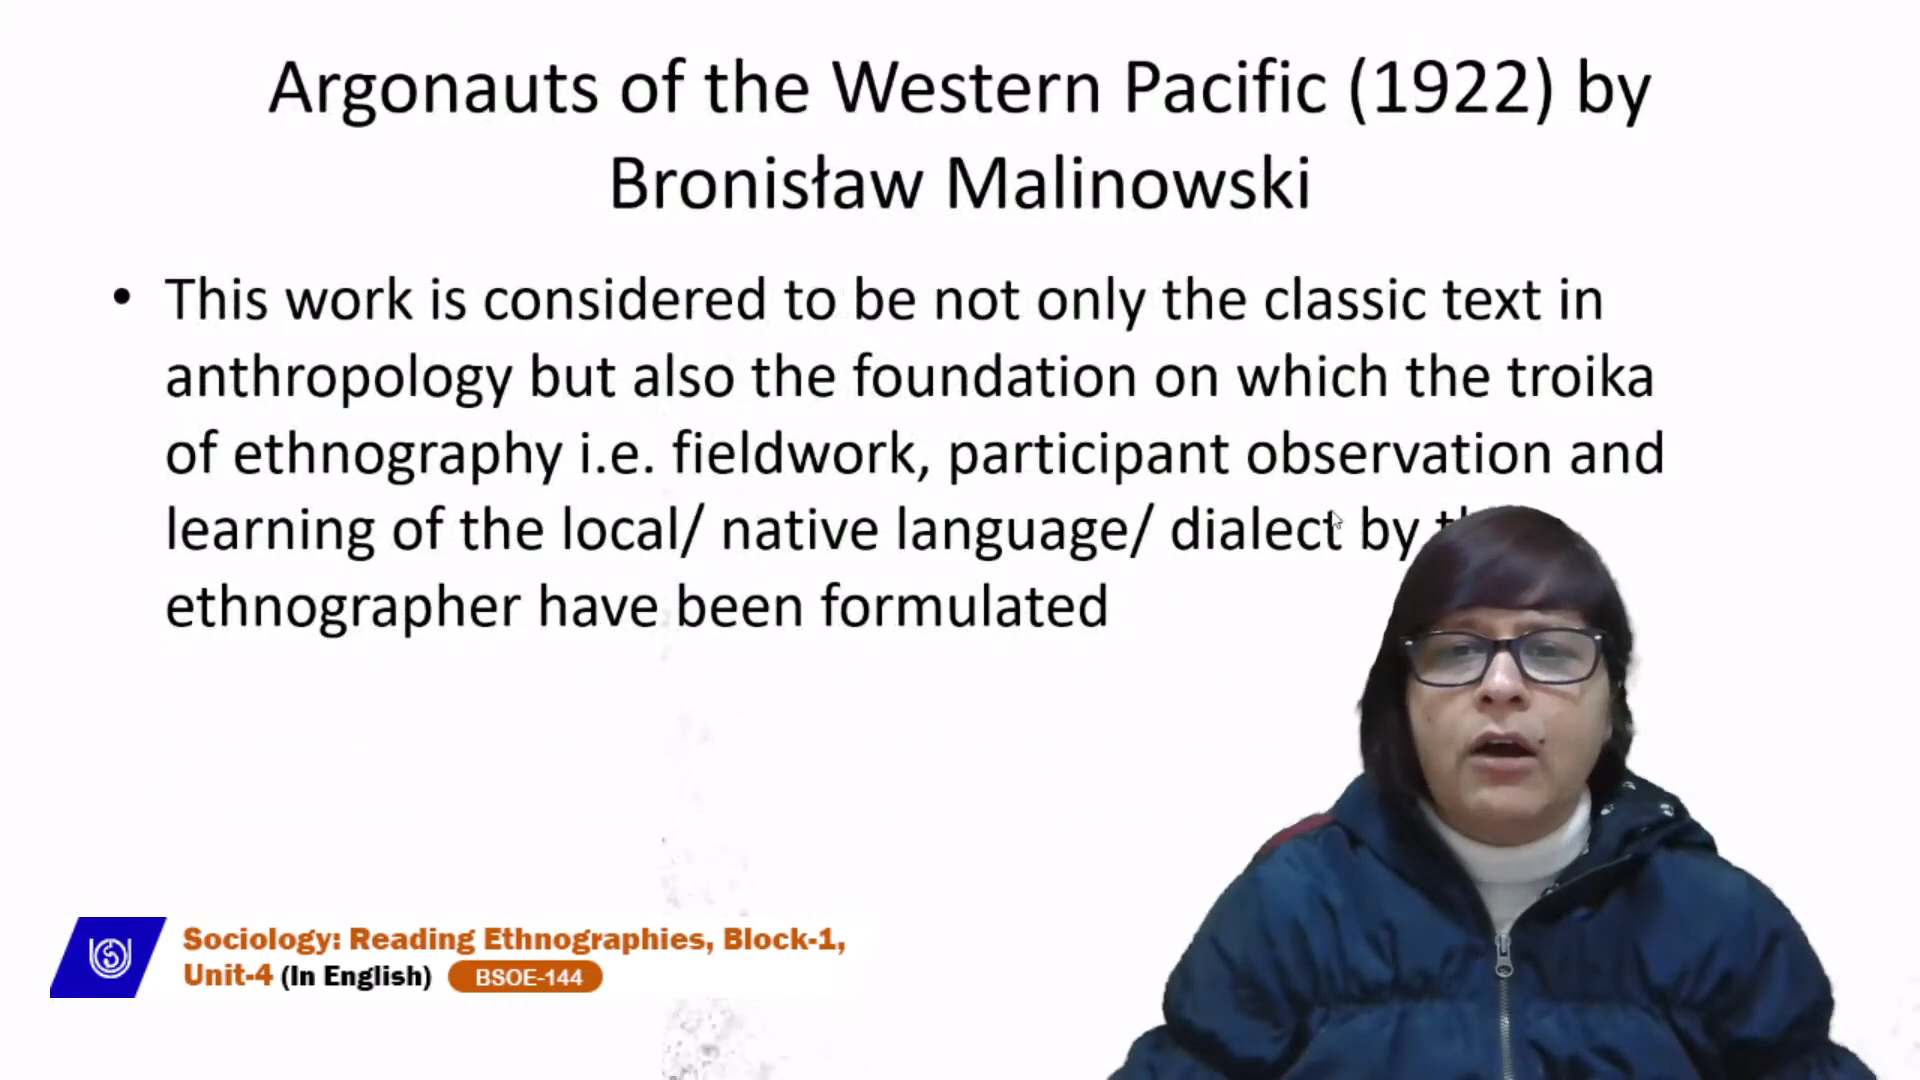 Argonauts of the Western Pacific (1922) by
Bronisław Malinowski
• This work is considered to be not only the classic text in
anthropology but also the foundation on which the troika
of ethnography i.e. fieldwork, participant observation and
learning of the local/ native language/ dialect by
ethnographer have been formulated
Sociology: Reading Ethnographies, Block-1,
Unit-4 (In English) BSOE-144